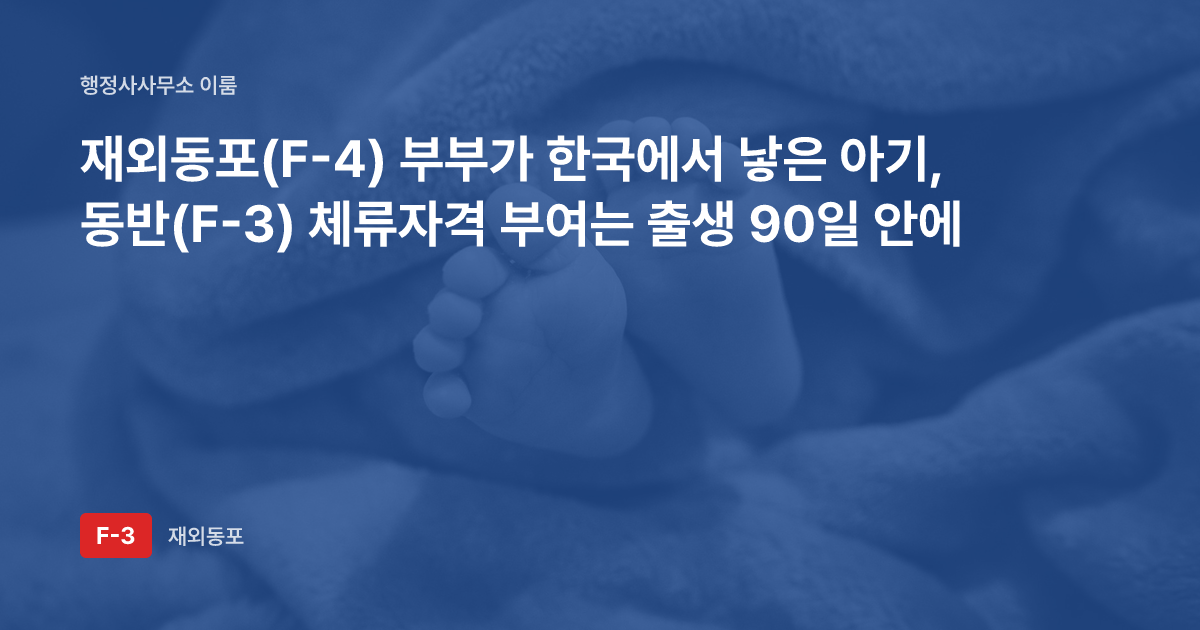 행정사사무소 이룸
재외동포(F-4) 부부가 한국에서 낳은 아기,
동반(F-3) 체류자격 부여는 출생 90일 안에
F-3
재외동포